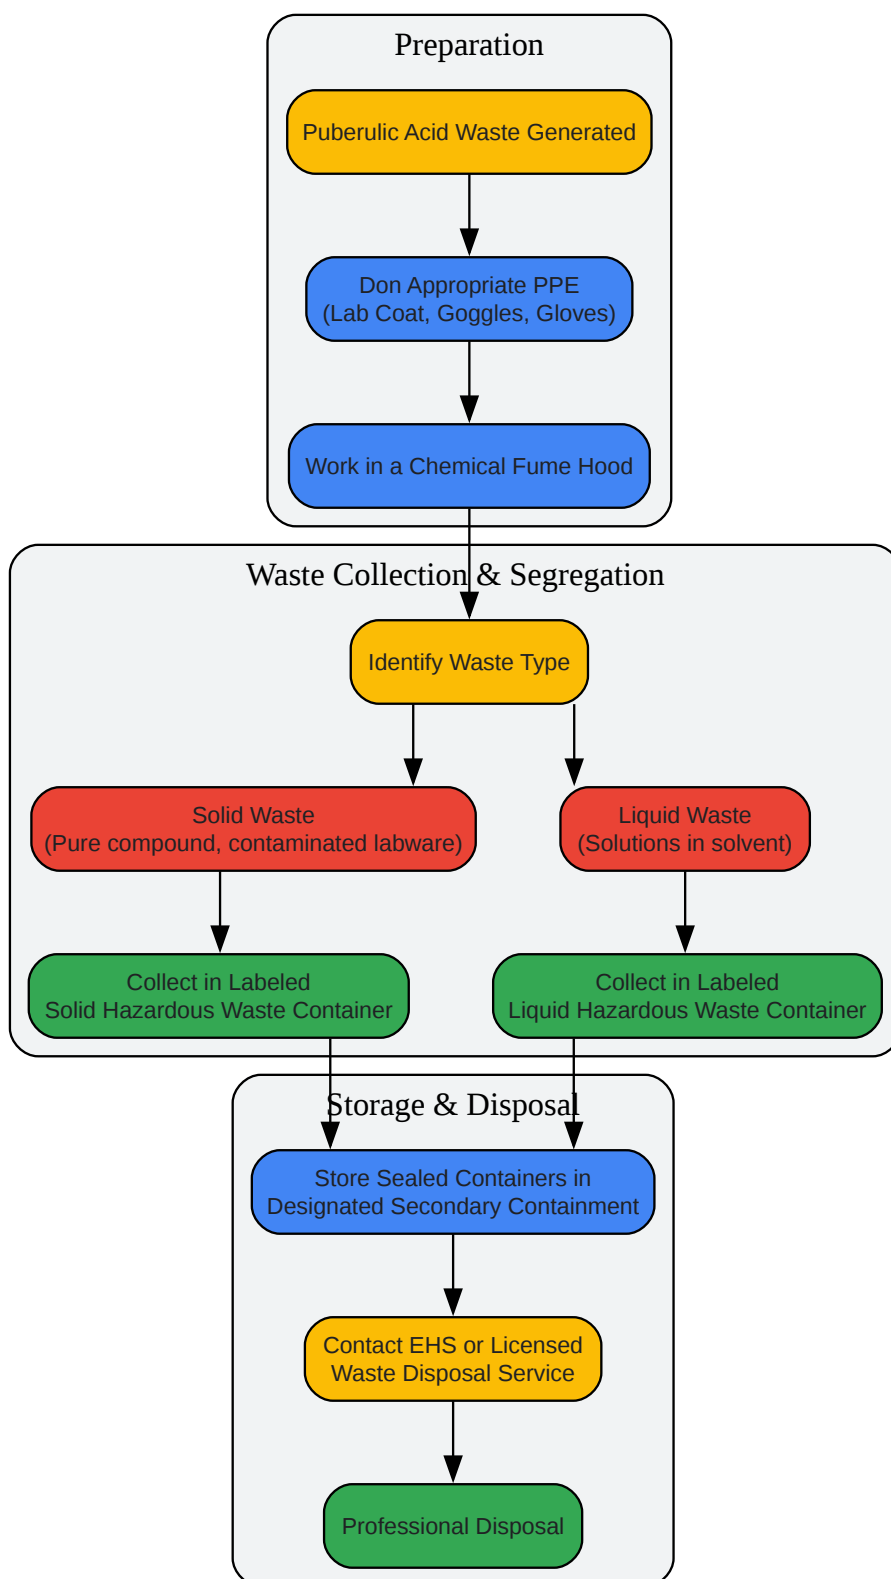 Preparation
Puberulic Acid Waste Generated
Don Appropriate PPE
(Lab Coat, Goggles, Gloves)
Work in a Chemical Fume Hood
Waste Collection & Segregation
Identify Waste Type
Solid Waste
(Pure compound, contaminated labware)
Liquid Waste
(Solutions in solvent)
Collect in Labeled
Solid Hazardous Waste Container
Collect in Labeled
Liquid Hazardous Waste Container
Storage & Disposal
Store Sealed Containers in
Designated Secondary Containment
Contact EHS or Licensed
Waste Disposal Service
Professional Disposal